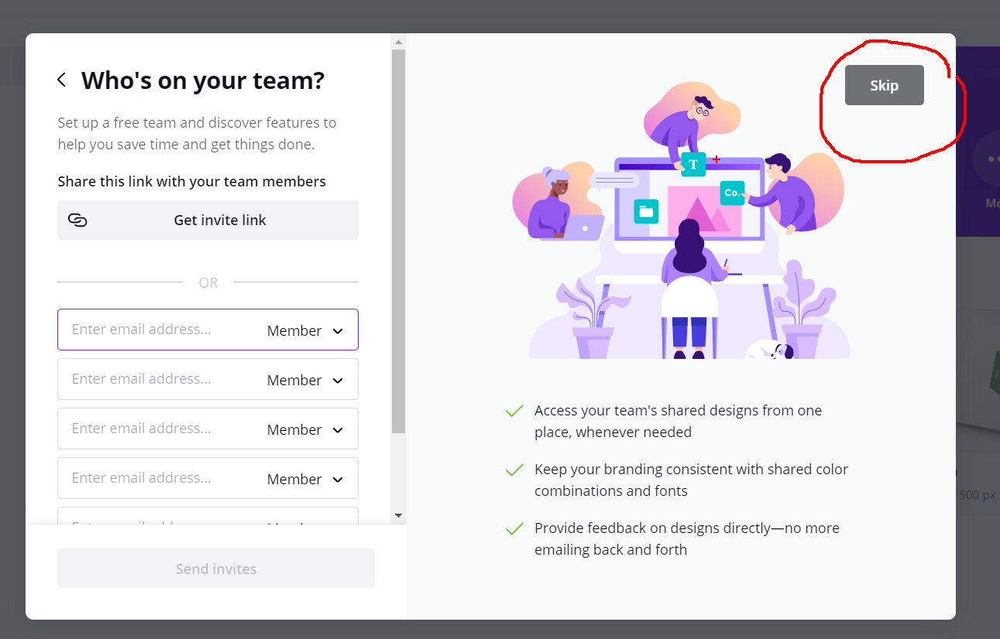 Who's on your team?
Set up a free team and discover features to
help you save time and get things done.
Share this link with your team members
Get invite link
OR
Enter email address... Member
Enter email address... Member
Enter email address... Member
Enter email address... Member
Send invites
Skip
T
Co.
Access your team's shared designs from one
place, whenever needed
Keep your branding consistent with shared color
combinations and fonts
Provide feedback on designs directly—no more
emailing back and forth
500 px